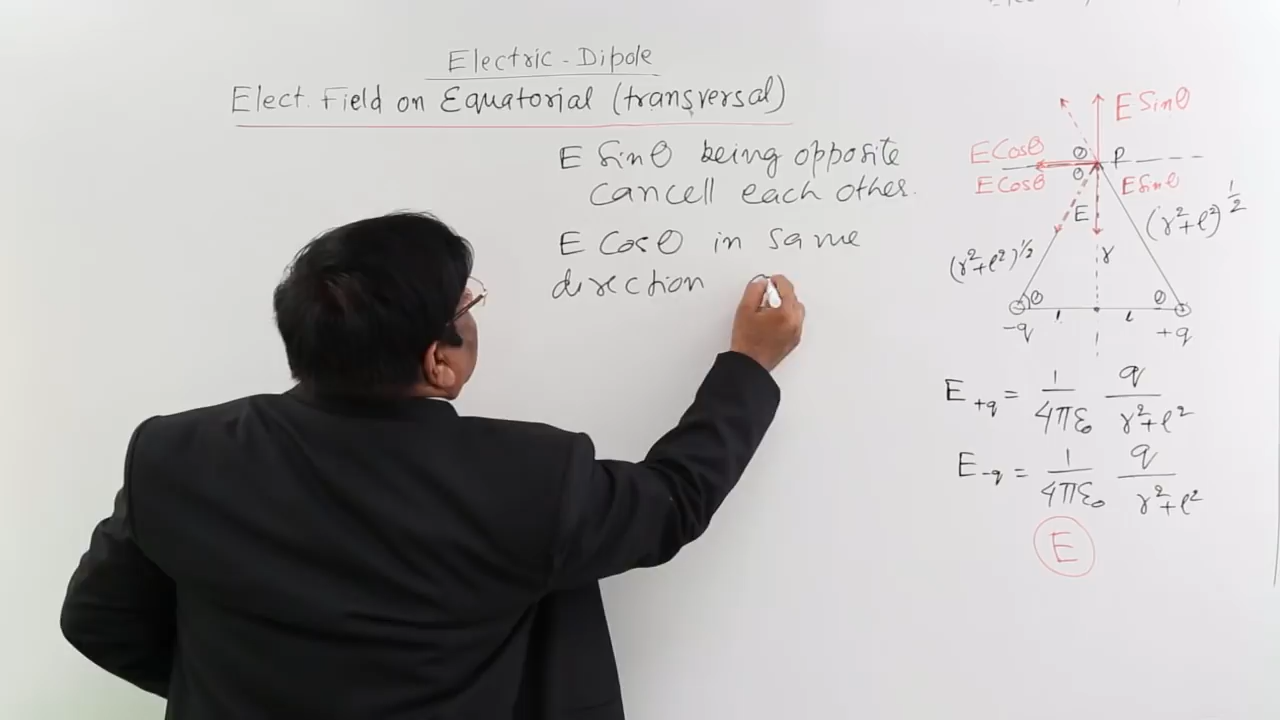 Electric - Dipole
Elect. Field on Equatorial (transversal)
E Sinθ being opposite
cancell each other.
E Cosθ in same
direction
E Sinθ
E Cosθ
θ
P
θ
E Cosθ
E Sinθ
E
(r²+l²)^1/2
(r²+l²)^1/2
r
θ
θ
-q
l
l
+q
E+q = 1/4πε₀ q/r²+l²
E-q = 1/4πε₀ q/r²+l²
E